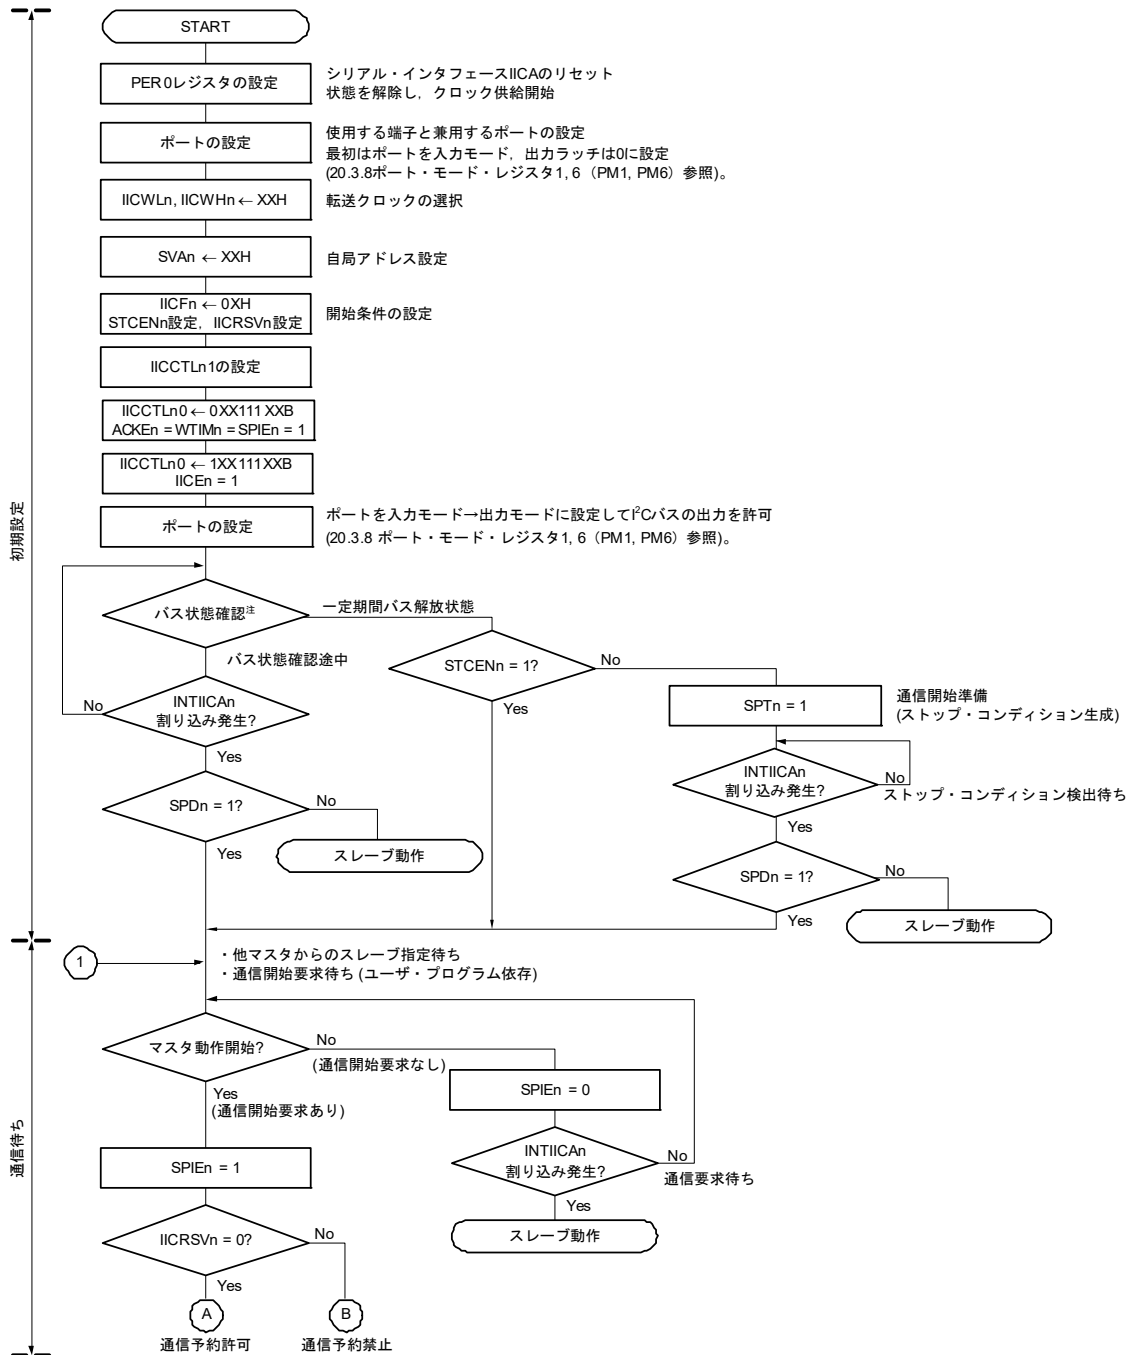 START
PER0レジスタの設定
シリアル・インタフェースIICAのリセット
状態を解除し，クロック供給開始
ポートの設定
使用する端子と兼用するポートの設定
最初はポートを入力モード，出力ラッチは0に設定
(20.3.8ポート・モード・レジスタ1, 6（PM1, PM6）参照)。
IICWLn, IICWHn ← XXH
転送クロックの選択
SVAn ← XXH
自局アドレス設定
IICFn ← 0XH
STCENn設定，IICRSVn設定
開始条件の設定
IICCTLn1の設定
IICCTLn0 ← 0XX111XXB
ACKEn = WTIMn = SPIEn = 1
IICCTLn0 ← 1XX111XXB
IICEn = 1
ポートの設定
ポートを入力モード→出力モードに設定してI²Cバスの出力を許可
(20.3.8 ポート・モード・レジスタ1, 6（PM1, PM6）参照)。
初期設定
バス状態確認注
一定期間バス解放状態
バス状態確認途中
STCENn = 1?
No
Yes
SPTn = 1
通信開始準備
(ストップ・コンディション生成)
No
INTIICAn
割り込み発生?
Yes
INTIICAn
割り込み発生?
No
ストップ・コンディション検出待ち
Yes
SPDn = 1?
No
Yes
スレーブ動作
SPDn = 1?
No
Yes
スレーブ動作
1
・他マスタからのスレーブ指定待ち
・通信開始要求待ち (ユーザ・プログラム依存)
通信待ち
マスタ動作開始?
No
(通信開始要求なし)
Yes
(通信開始要求あり)
SPIEn = 0
INTIICAn
割り込み発生?
No
通信要求待ち
Yes
スレーブ動作
SPIEn = 1
IICRSVn = 0?
No
Yes
A
B
通信予約許可
通信予約禁止